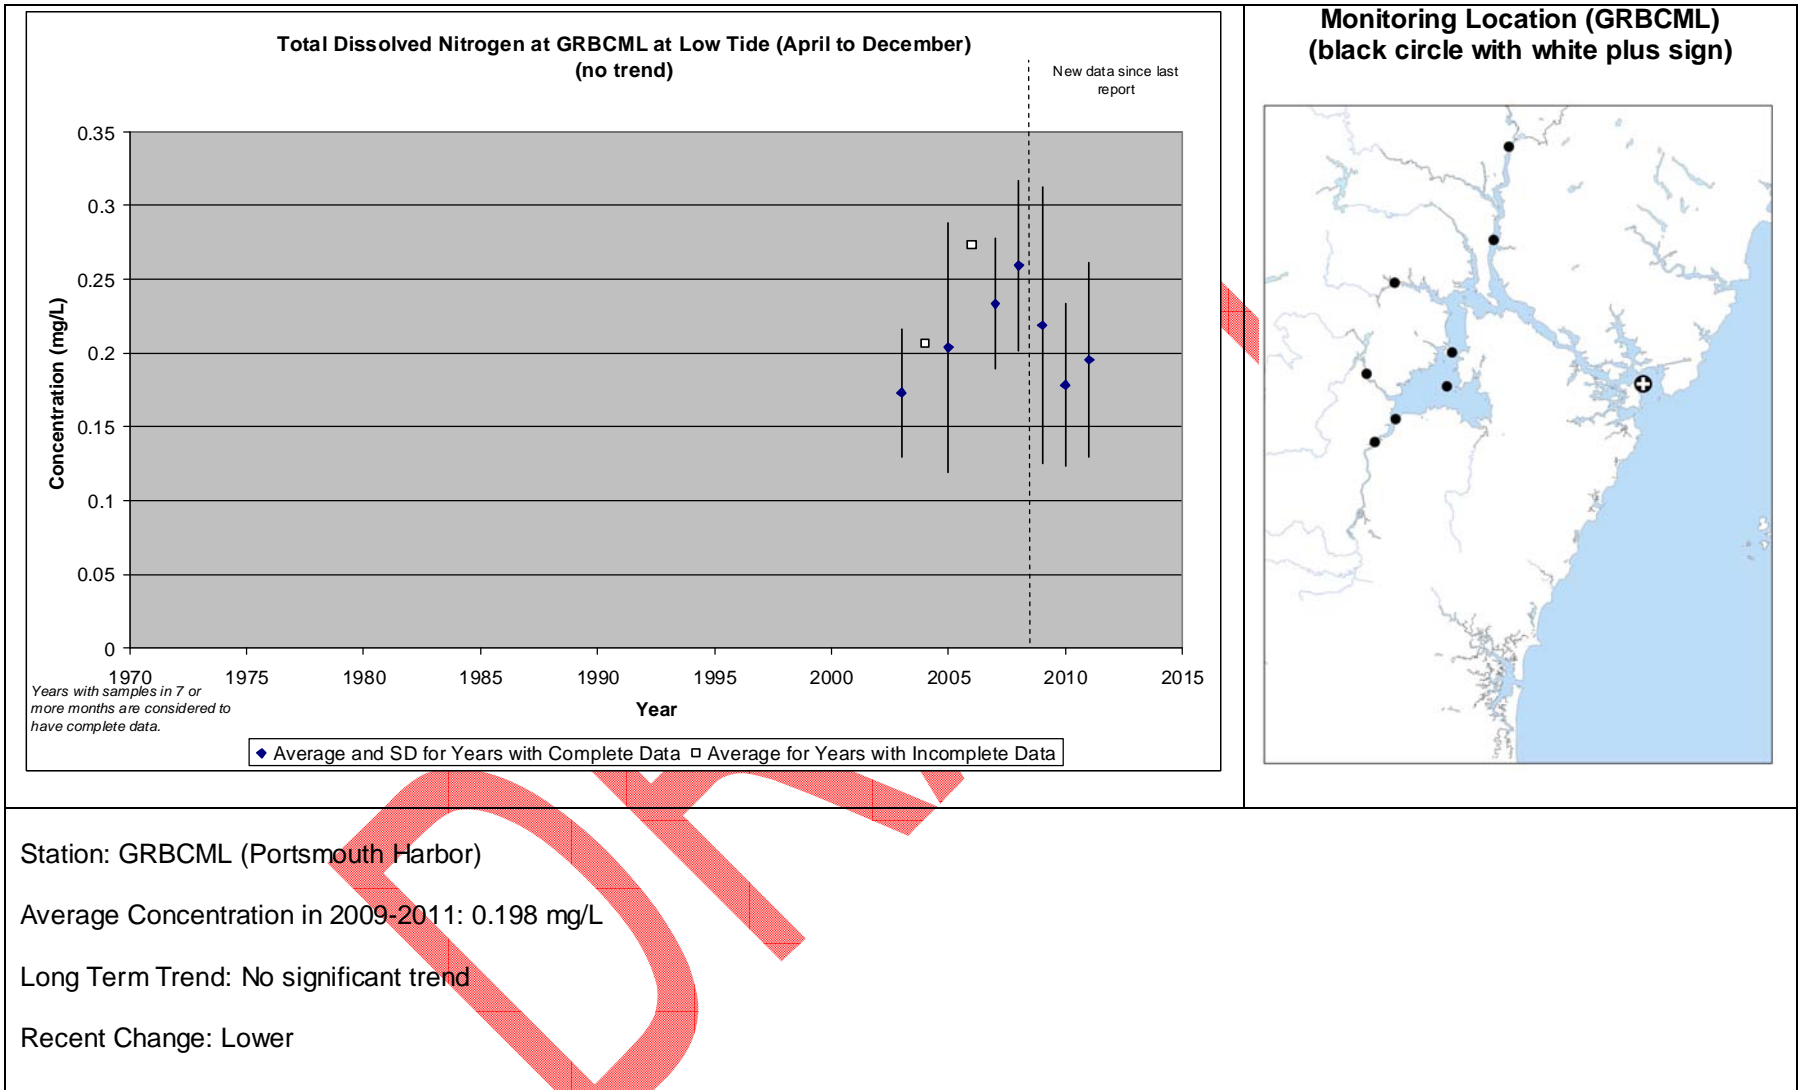 Total Dissolved Nitrogen at GRBCML at Low Tide (April to December)
(no trend)
New data since last
report
Concentration (mg/L)
0.35
0.3
0.25
0.2
0.15
0.1
0.05
0
1970 1975 1980 1985 1990 1995 2000 2005 2010 2015
Year
Years with samples in 7 or
more months are considered to
have complete data.
Average and SD for Years with Complete Data Average for Years with Incomplete Data
Monitoring Location (GRBCML)
(black circle with white plus sign)
Station: GRBCML (Portsmouth Harbor)
Average Concentration in 2009-2011: 0.198 mg/L
Long Term Trend: No significant trend
Recent Change: Lower